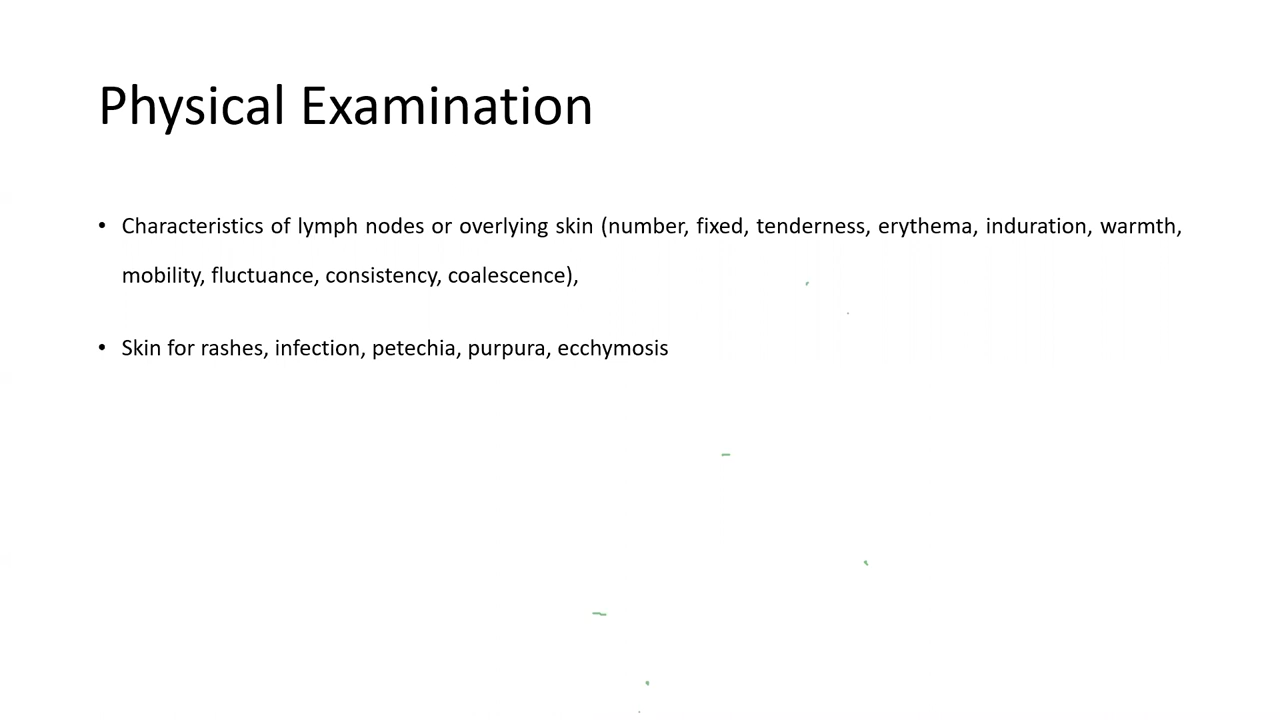 Physical Examination
• Characteristics of lymph nodes or overlying skin (number, fixed, tenderness, erythema, induration, warmth,
mobility, fluctuance, consistency, coalescence),
• Skin for rashes, infection, petechia, purpura, ecchymosis